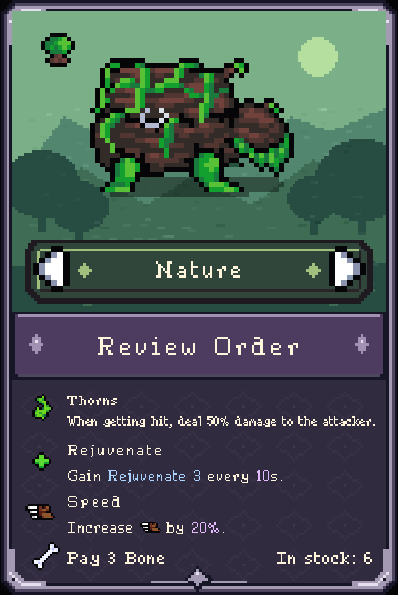 Nature
Review Order
Thorns
When getting hit, deal 50% damage to the attacker.
Rejuvenate
Gain Rejuvenate 3 every 10s.
Speed
Increase by 20%.
Pay 3 Bone
In stock: 6